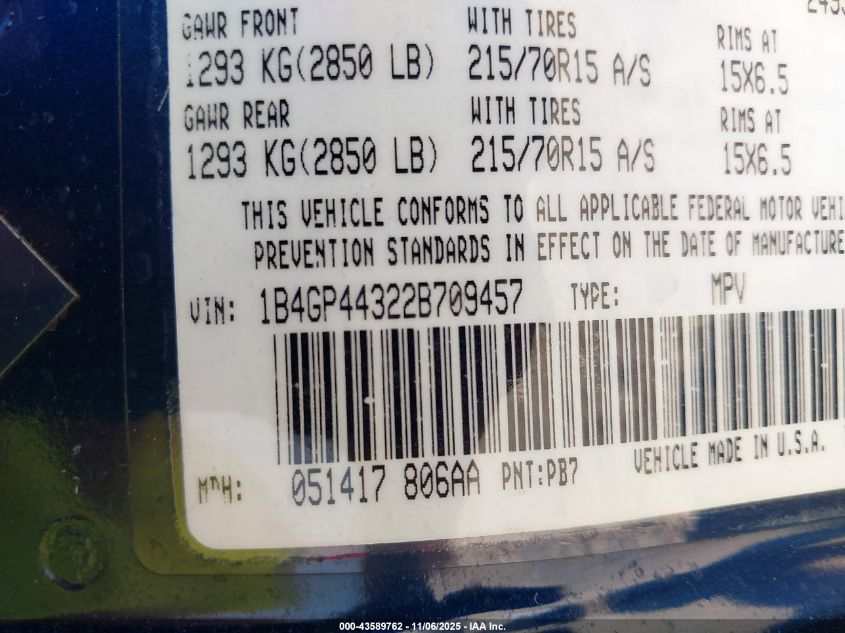 GAWR FRONT WITH TIRES RIMS AT
1293 KG(2850 LB) 215/70R15 A/S 15X6.5
GAWR REAR WITH TIRES RIMS AT
1293 KG(2850 LB) 215/70R15 A/S 15X6.5
THIS VEHICLE CONFORMS TO ALL APPLICABLE FEDERAL MOTOR VEHI
PREVENTION STANDARDS IN EFFECT ON THE DATE OF MANUFACTURE
VIN: 1B4GP44322B709457 TYPE: MPV
MDH: 051417 806AA PNT:PB7 VEHICLE MADE IN U.S.A.
000-43589762 - 11/06/2025 - IAA Inc.